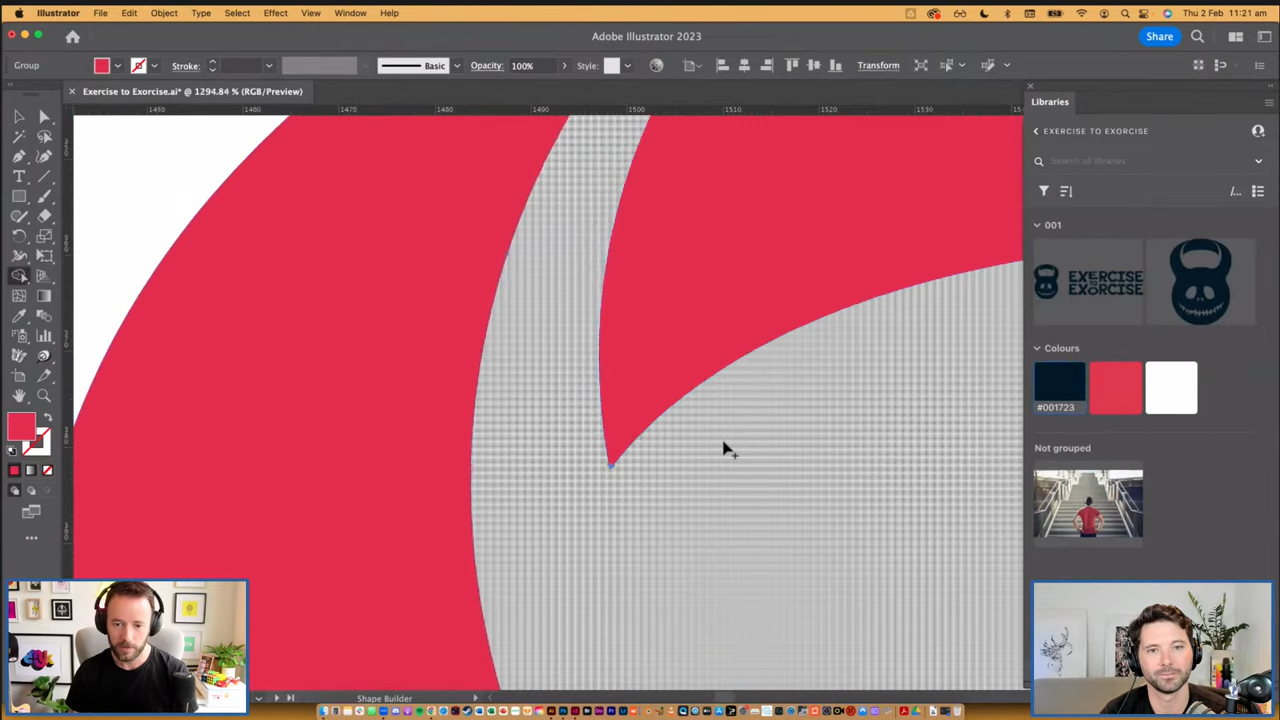 Illustrator File Edit Object Type Select Effect View Window Help
Thu 2 Feb 11:21 am
Adobe Illustrator 2023
Share
Group
Stroke:
Basic
Opacity: 100%
Style:
Transform
× Exercise to Exorcise.ai* @ 1294.84 % (RGB/Preview)
Libraries
1450 1460 1470 1480 1490 1500 1510 1520 1530
EXERCISE TO EXORCISE
Search all libraries
001
EXERCISE
TO
EXORCISE
Colours
#001723
Not grouped
Shape Builder